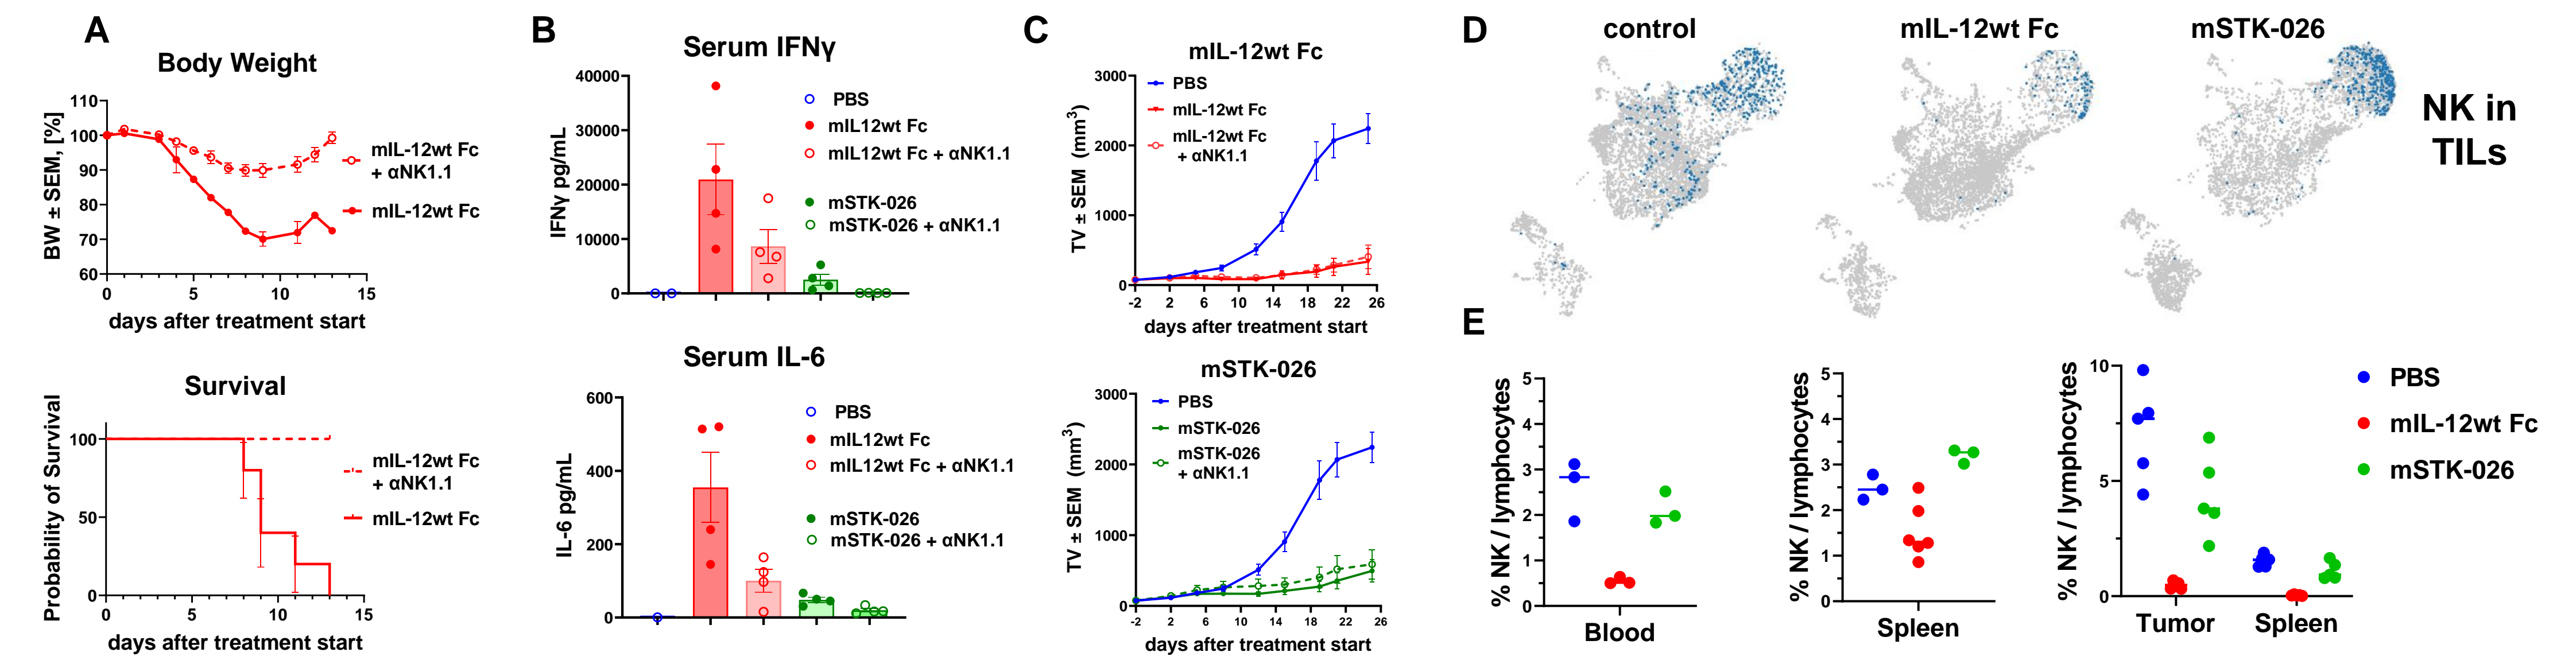 A
Body Weight
BW ± SEM, [%]
110
100
90
80
70
60
0
5
10
15
days after treatment start
mIL-12wt Fc
+ αNK1.1
mIL-12wt Fc
Survival
Probability of Survival
100
50
0
0
5
10
15
days after treatment start
mIL-12wt Fc
+ αNK1.1
mIL-12wt Fc
B
Serum IFNγ
IFNγ pg/mL
40000
30000
20000
10000
0
PBS
mIL12wt Fc
mIL12wt Fc + αNK1.1
mSTK-026
mSTK-026 + αNK1.1
Serum IL-6
IL-6 pg/mL
600
400
200
0
PBS
mIL12wt Fc
mIL12wt Fc + αNK1.1
mSTK-026
mSTK-026 + αNK1.1
C
mIL-12wt Fc
TV ± SEM (mm3)
3000
2000
1000
0
PBS
mIL-12wt Fc
mIL-12wt Fc
+ αNK1.1
-2 2 6 10 14 18 22 26
days after treatment start
mSTK-026
TV ± SEM (mm3)
3000
2000
1000
0
PBS
mSTK-026
mSTK-026
+ αNK1.1
-2 2 6 10 14 18 22 26
days after treatment start
D
control
mIL-12wt Fc
mSTK-026
NK in
TILs
E
% NK / lymphocytes
5
4
3
2
1
0
Blood
% NK / lymphocytes
5
4
3
2
1
0
Spleen
% NK / lymphocytes
10
5
0
Tumor
Spleen
PBS
mIL-12wt Fc
mSTK-026